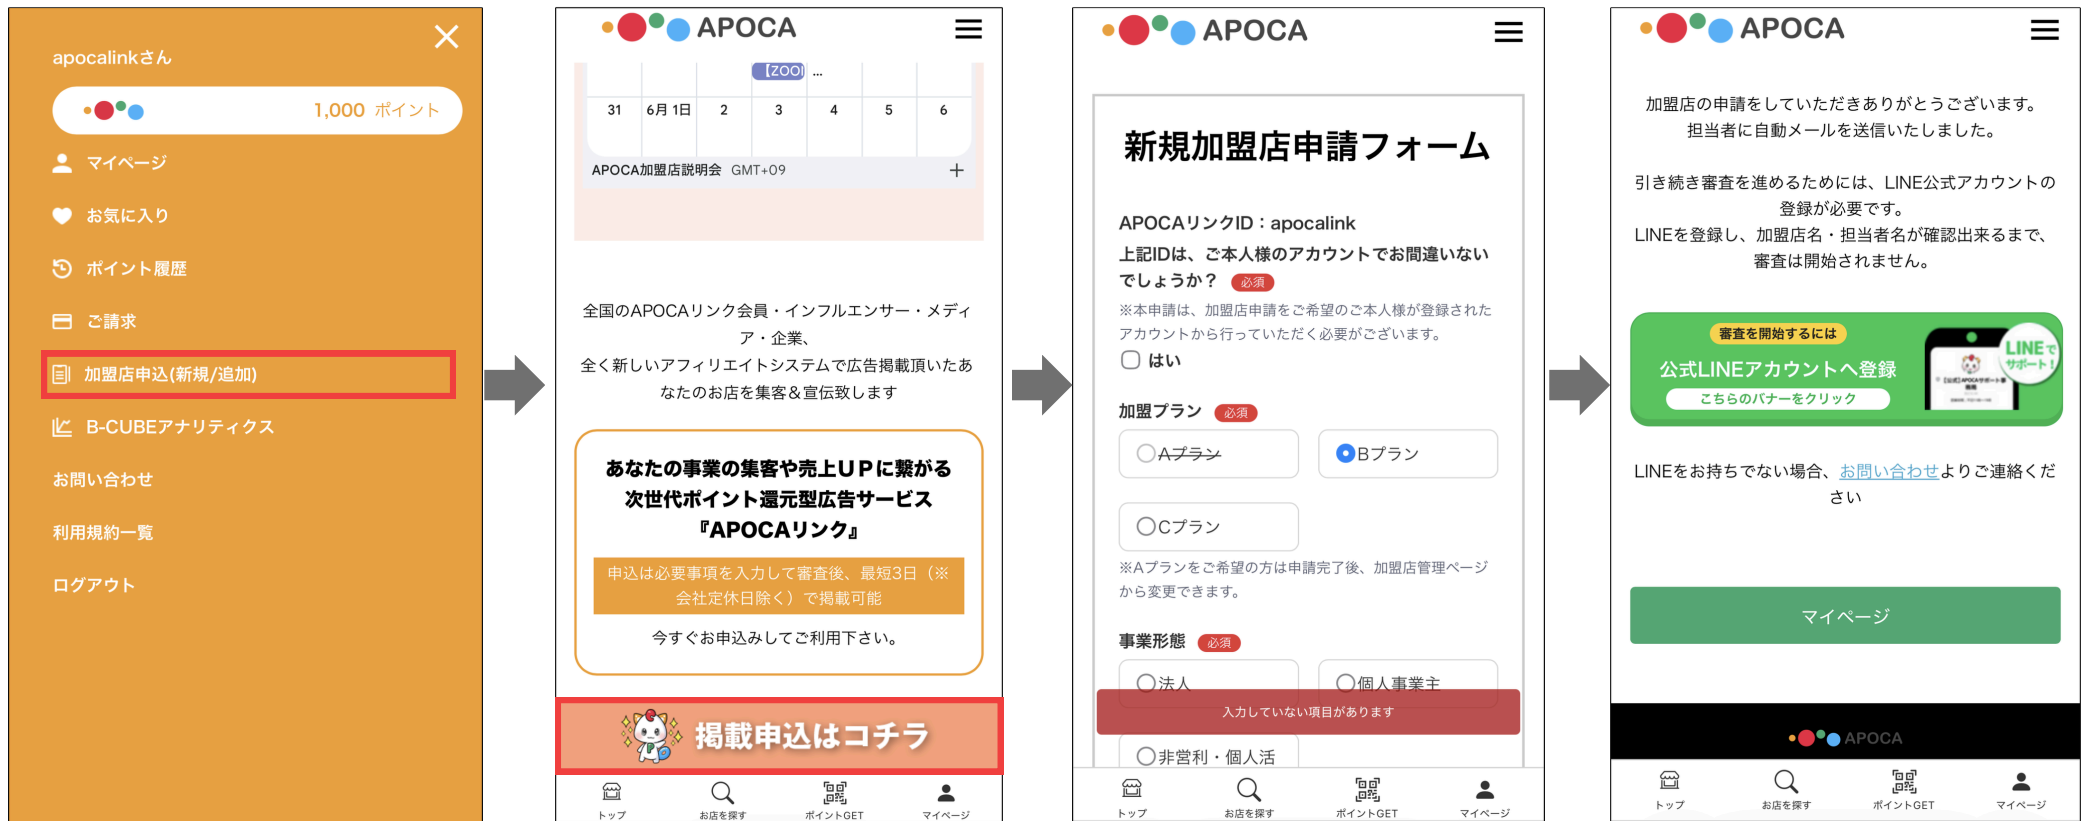 apocalinkさん
1,000 ポイント
マイページ
お気に入り
ポイント履歴
ご請求
加盟店申込(新規/追加)
B-CUBEアナリティクス
お問い合わせ
利用規約一覧
ログアウト
APOCA
【ZOO
...
31 6月 1日 2 3 4 5 6
APOCA加盟店説明会 GMT+09
全国のAPOCAリンク会員・インフルエンサー・メディ
ア・企業、
全く新しいアフィリエイトシステムで広告掲載頂いたあ
なたのお店を集客＆宣伝致します
あなたの事業の集客や売上ＵＰに繋がる
次世代ポイント還元型広告サービス
『APOCAリンク』
申込は必要事項を入力して審査後、最短3日（※
会社定休日除く）で掲載可能
今すぐお申込みしてご利用下さい。
掲載申込はコチラ
トップ お店を探す ポイントGET マイページ
APOCA
新規加盟店申請フォーム
APOCAリンクID：apocalink
上記IDは、ご本人様のアカウントでお間違いない
でしょうか？ 必須
※本申請は、加盟店申請をご希望のご本人様が登録された
アカウントから行っていただく必要がございます。
はい
加盟プラン 必須
Aプラン Bプラン
Cプラン
※Aプランをご希望の方は申請完了後、加盟店管理ページ
から変更できます。
事業形態 必須
法人 個人事業主
入力していない項目があります
非営利・個人活
トップ お店を探す ポイントGET マイページ
APOCA
加盟店の申請をしていただきありがとうございます。
担当者に自動メールを送信いたしました。
引き続き審査を進めるためには、LINE公式アカウントの
登録が必要です。
LINEを登録し、加盟店名・担当者名が確認出来るまで、
審査は開始されません。
審査を開始するには
公式LINEアカウントへ登録
こちらのバナーをクリック
LINEで
サポート！
LINEをお持ちでない場合、お問い合わせよりご連絡くだ
さい
マイページ
APOCA
トップ お店を探す ポイントGET マイページ